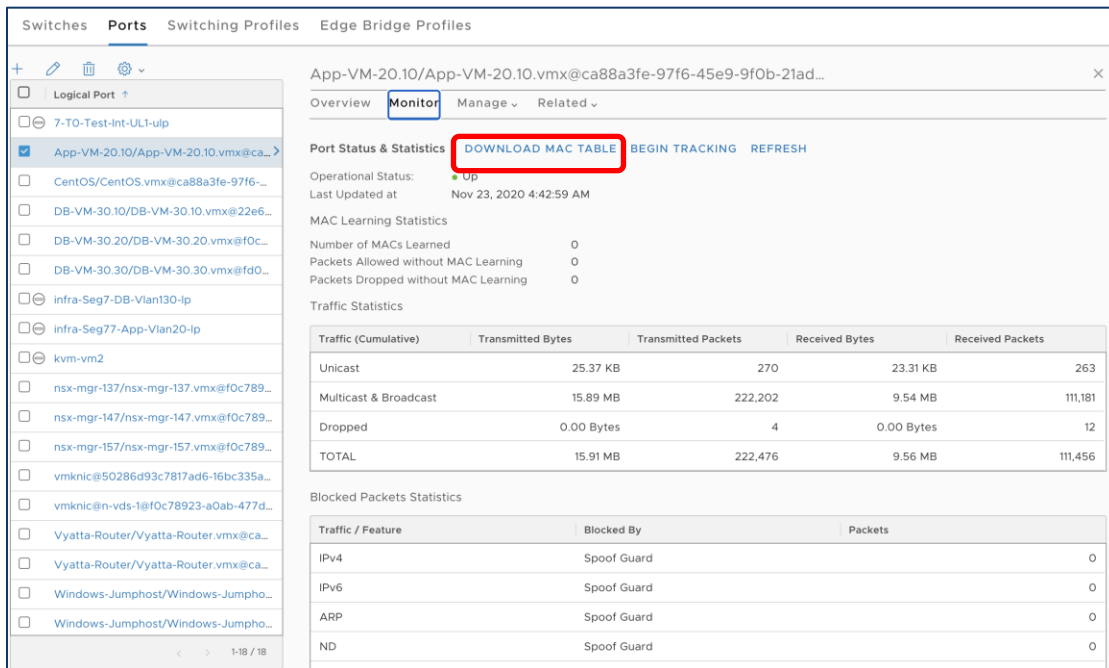 Switches Ports Switching Profiles Edge Bridge Profiles
Logical Port
7-T0-Test-Int-UL1-ulp
App-VM-20.10/App-VM-20.10.vmx@ca...
CentOS/CentOS.vmx@ca88a3fe-97f6-...
DB-VM-30.10/DB-VM-30.10.vmx@22e6...
DB-VM-30.20/DB-VM-30.20.vmx@f0c...
DB-VM-30.30/DB-VM-30.30.vmx@fd0...
infra-Seg7-DB-Vlan130-lp
infra-Seg77-App-Vlan20-lp
kvm-vm2
nsx-mgr-137/nsx-mgr-137.vmx@f0c789...
nsx-mgr-147/nsx-mgr-147.vmx@f0c789...
nsx-mgr-157/nsx-mgr-157.vmx@f0c789...
vmknic@50286d93c7817ad6-16bc335a...
vmknic@n-vds-1@f0c78923-a0ab-477d...
Vyatta-Router/Vyatta-Router.vmx@ca...
Vyatta-Router/Vyatta-Router.vmx@ca...
Windows-Jumphost/Windows-Jumpho...
Windows-Jumphost/Windows-Jumpho...
1-18 / 18
App-VM-20.10/App-VM-20.10.vmx@ca88a3fe-97f6-45e9-9f0b-21ad...
Overview Monitor Manage Related
Port Status & Statistics DOWNLOAD MAC TABLE BEGIN TRACKING REFRESH
Operational Status: Up
Last Updated at Nov 23, 2020 4:42:59 AM
MAC Learning Statistics
Number of MACs Learned 0
Packets Allowed without MAC Learning 0
Packets Dropped without MAC Learning 0
Traffic Statistics
Traffic (Cumulative) Transmitted Bytes Transmitted Packets Received Bytes Received Packets
Unicast 25.37 KB 270 23.31 KB 263
Multicast & Broadcast 15.89 MB 222,202 9.54 MB 111,181
Dropped 0.00 Bytes 4 0.00 Bytes 12
TOTAL 15.91 MB 222,476 9.56 MB 111,456
Blocked Packets Statistics
Traffic / Feature Blocked By Packets
IPv4 Spoof Guard 0
IPv6 Spoof Guard 0
ARP Spoof Guard 0
ND Spoof Guard 0